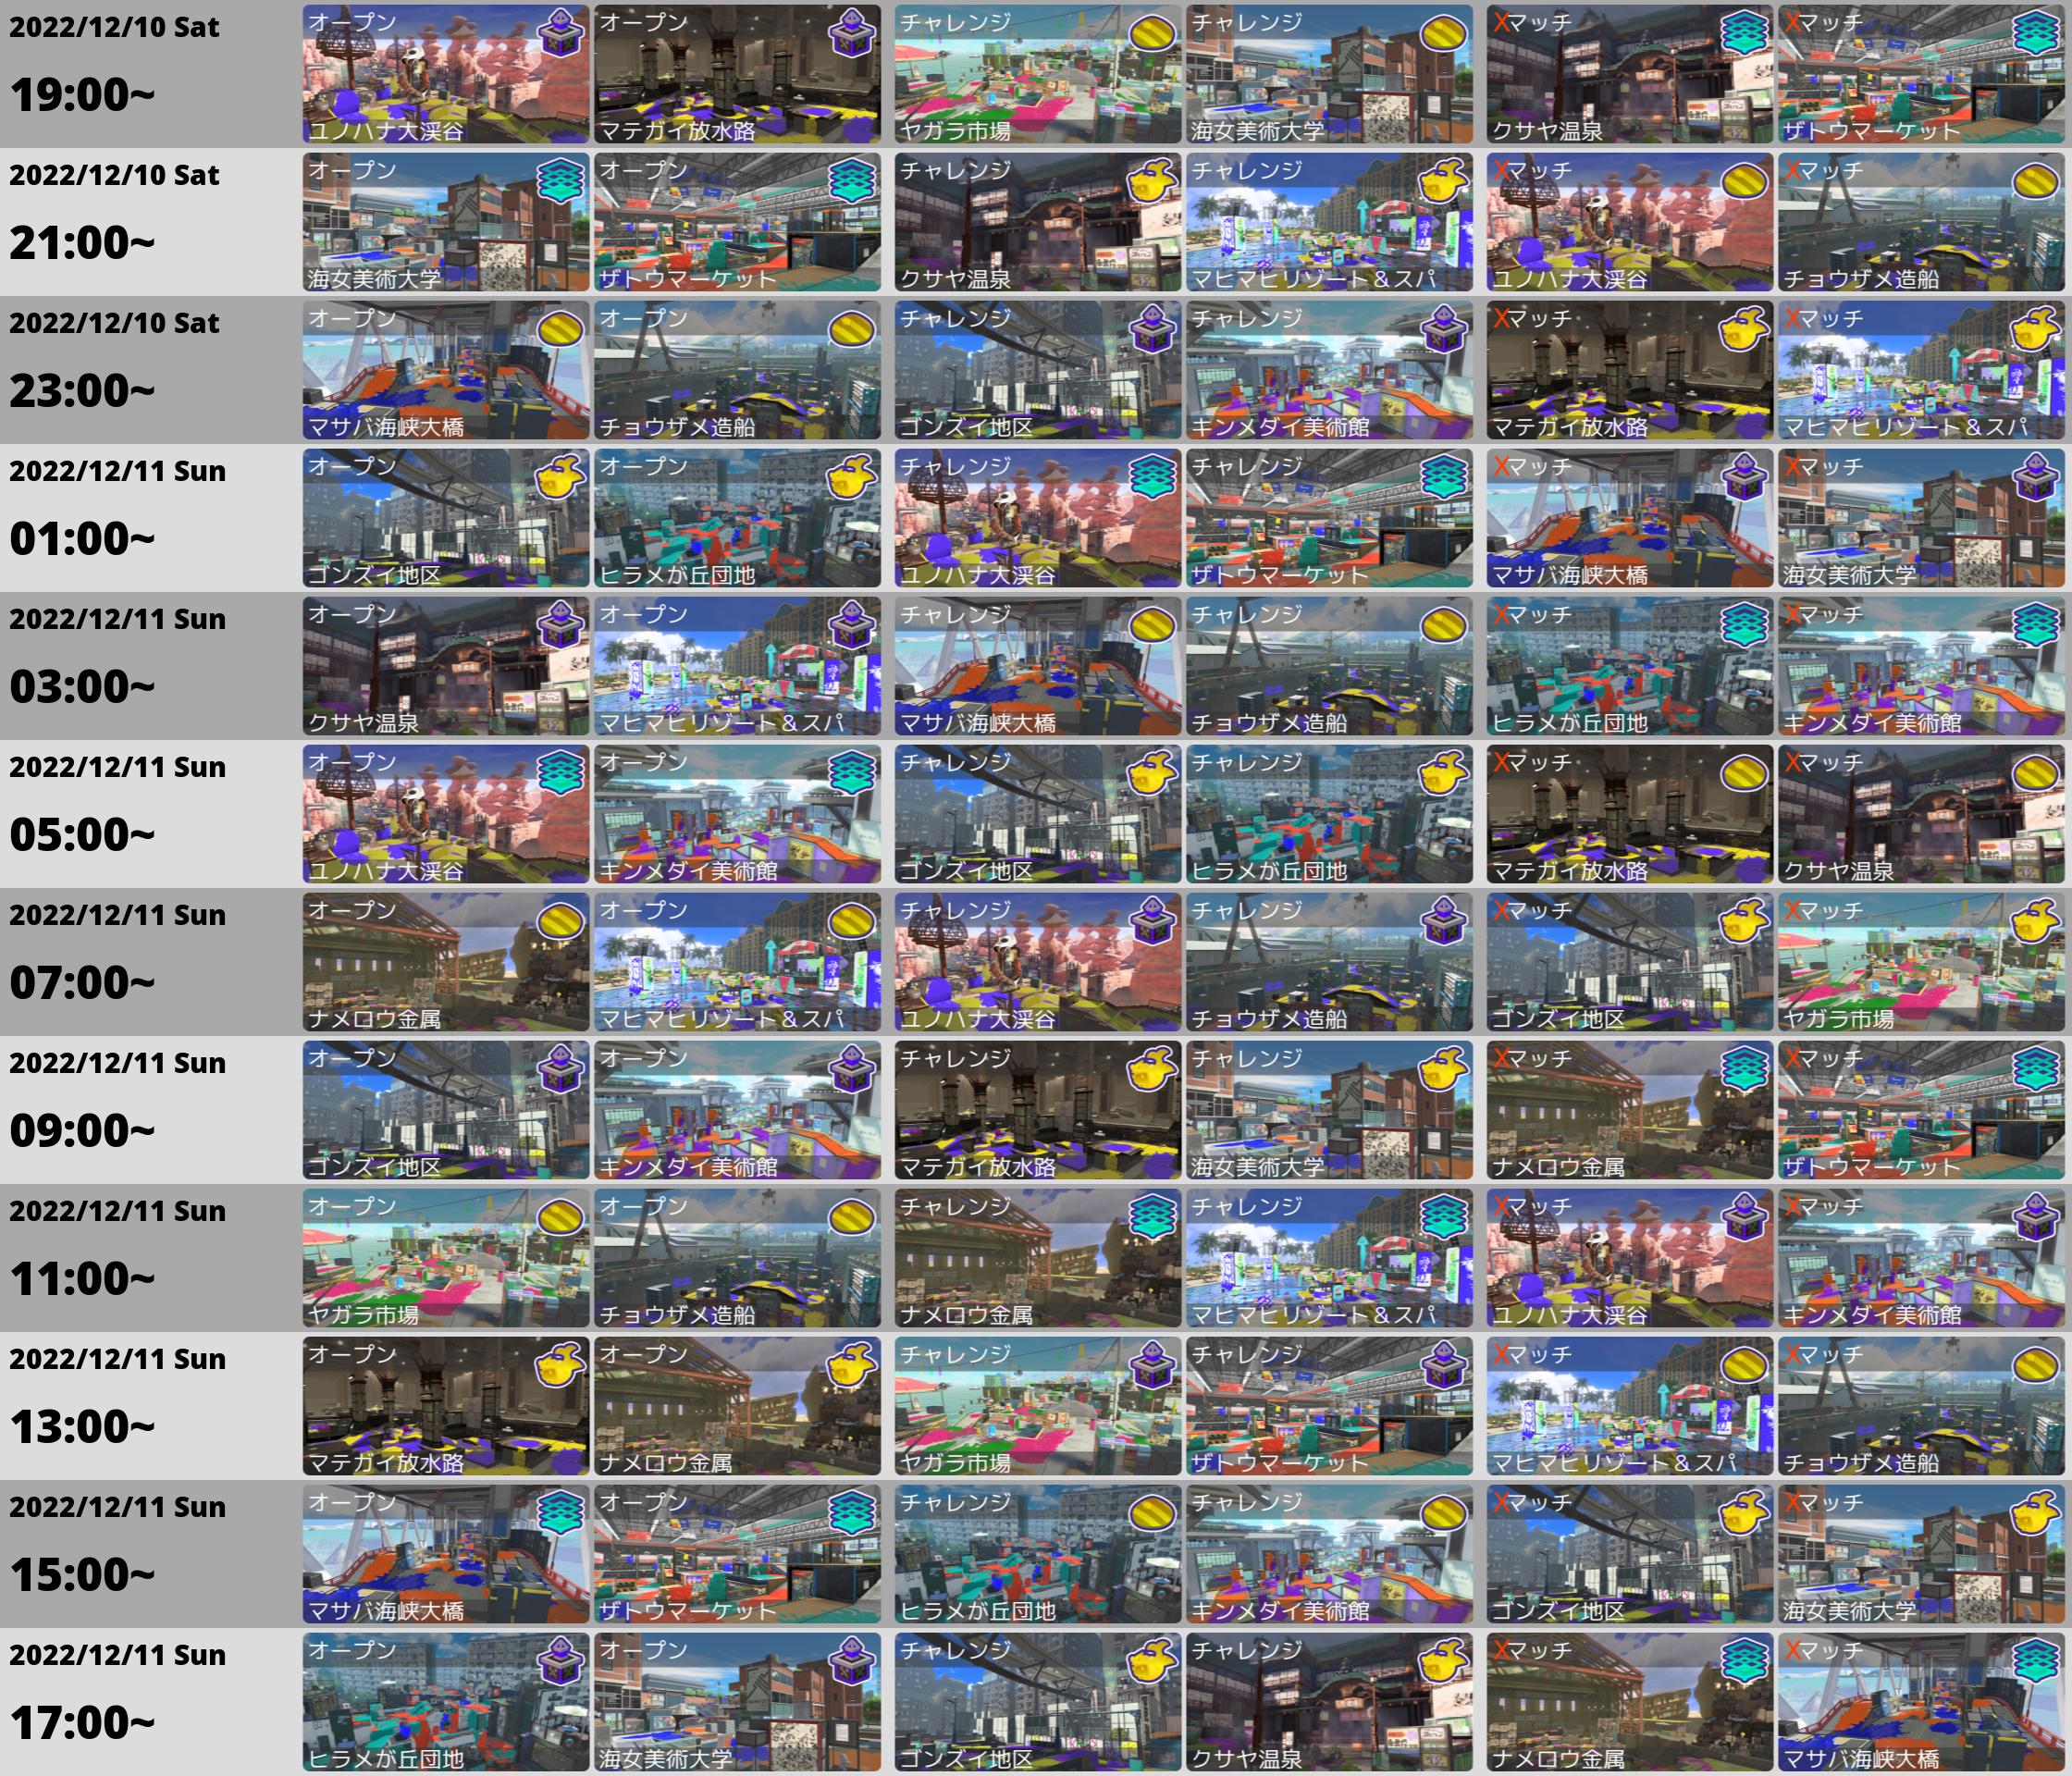 2022/12/10 Sat
19:00~
オープン オープン チャレンジ チャレンジ Xマッチ Xマッチ
ユノハナ大渓谷 マテガイ放水路 ヤガラ市場 海女美術大学 クサヤ温泉 ザトウマーケット
2022/12/10 Sat
21:00~
オープン オープン チャレンジ チャレンジ Xマッチ Xマッチ
海女美術大学 ザトウマーケット クサヤ温泉 マヒマヒリゾート&スパ ユノハナ大渓谷 チョウザメ造船
2022/12/10 Sat
23:00~
オープン オープン チャレンジ チャレンジ Xマッチ Xマッチ
マサバ海峡大橋 チョウザメ造船 ゴンズイ地区 キンメダイ美術館 マテガイ放水路 マヒマヒリゾート&スパ
2022/12/11 Sun
01:00~
オープン オープン チャレンジ チャレンジ Xマッチ Xマッチ
ゴンズイ地区 ヒラメが丘団地 ユノハナ大渓谷 ザトウマーケット マサバ海峡大橋 海女美術大学
2022/12/11 Sun
03:00~
オープン オープン チャレンジ チャレンジ Xマッチ Xマッチ
クサヤ温泉 マヒマヒリゾート&スパ マサバ海峡大橋 チョウザメ造船 ヒラメが丘団地 キンメダイ美術館
2022/12/11 Sun
05:00~
オープン オープン チャレンジ チャレンジ Xマッチ Xマッチ
ユノハナ大渓谷 キンメダイ美術館 ゴンズイ地区 ヒラメが丘団地 マテガイ放水路 クサヤ温泉
2022/12/11 Sun
07:00~
オープン オープン チャレンジ チャレンジ Xマッチ Xマッチ
ナメロウ金属 マヒマヒリゾート&スパ ユノハナ大渓谷 チョウザメ造船 ゴンズイ地区 ヤガラ市場
2022/12/11 Sun
09:00~
オープン オープン チャレンジ チャレンジ Xマッチ Xマッチ
ゴンズイ地区 キンメダイ美術館 マテガイ放水路 海女美術大学 ナメロウ金属 ザトウマーケット
2022/12/11 Sun
11:00~
オープン オープン チャレンジ チャレンジ Xマッチ Xマッチ
ヤガラ市場 チョウザメ造船 ナメロウ金属 マヒマヒリゾート&スパ ユノハナ大渓谷 キンメダイ美術館
2022/12/11 Sun
13:00~
オープン オープン チャレンジ チャレンジ Xマッチ Xマッチ
マテガイ放水路 ナメロウ金属 ヤガラ市場 ザトウマーケット マヒマヒリゾート&スパ チョウザメ造船
2022/12/11 Sun
15:00~
オープン オープン チャレンジ チャレンジ Xマッチ Xマッチ
マサバ海峡大橋 ザトウマーケット ヒラメが丘団地 キンメダイ美術館 ゴンズイ地区 海女美術大学
2022/12/11 Sun
17:00~
オープン オープン チャレンジ チャレンジ Xマッチ Xマッチ
ヒラメが丘団地 海女美術大学 ゴンズイ地区 クサヤ温泉 ナメロウ金属 マサバ海峡大橋